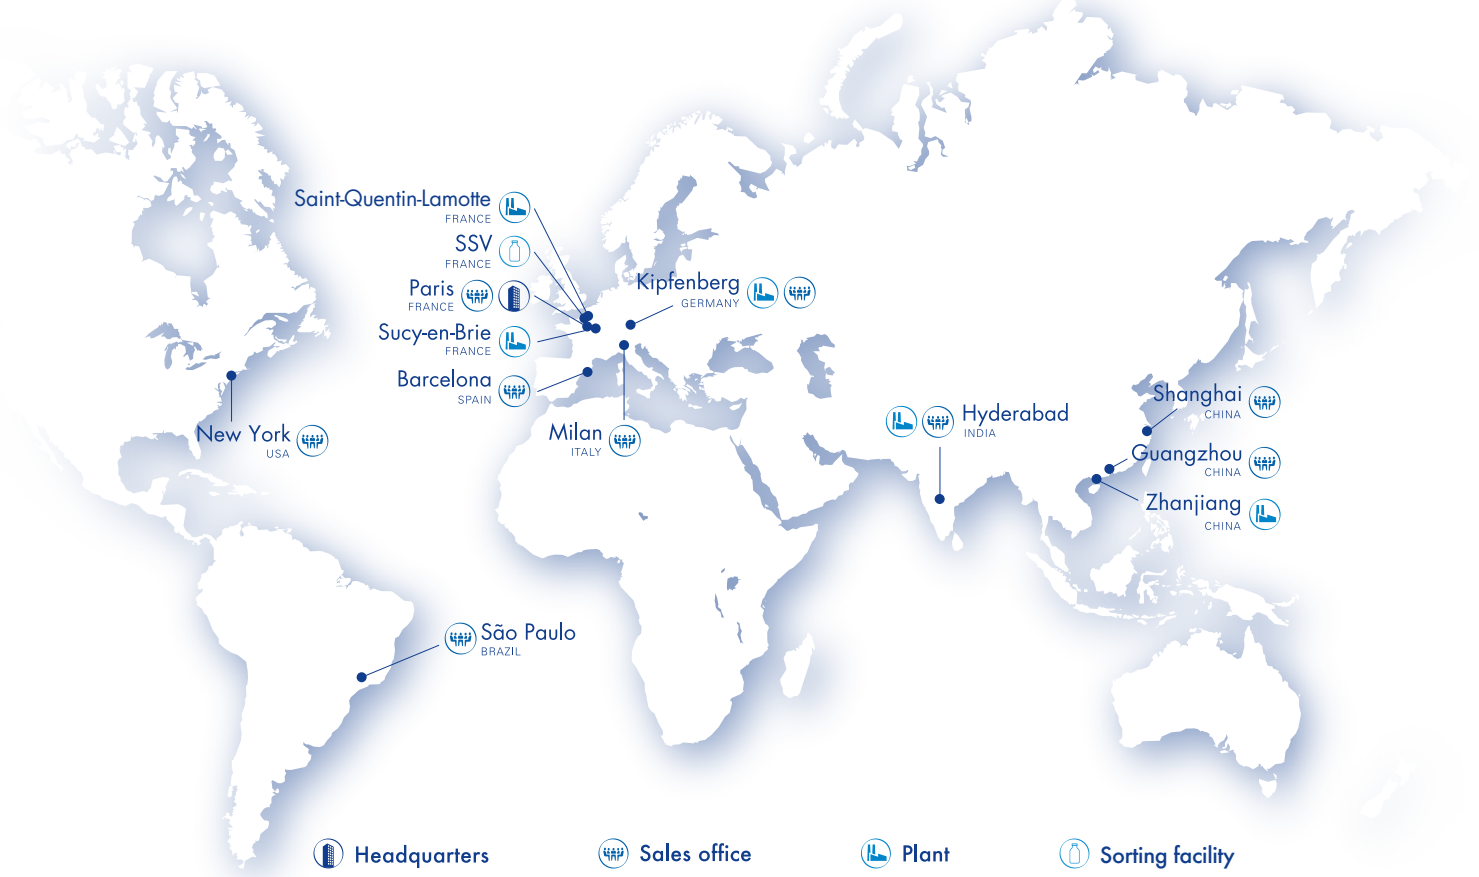 Saint-Quentin-Lamotte
FRANCE
SSV
FRANCE
Paris
FRANCE
Sucy-en-Brie
FRANCE
Barcelona
SPAIN
Kipfenberg
GERMANY
Milan
ITALY
New York
USA
Hyderabad
INDIA
Shanghai
CHINA
Guangzhou
CHINA
Zhanjiang
CHINA
São Paulo
BRAZIL
Headquarters
Sales office
Plant
Sorting facility